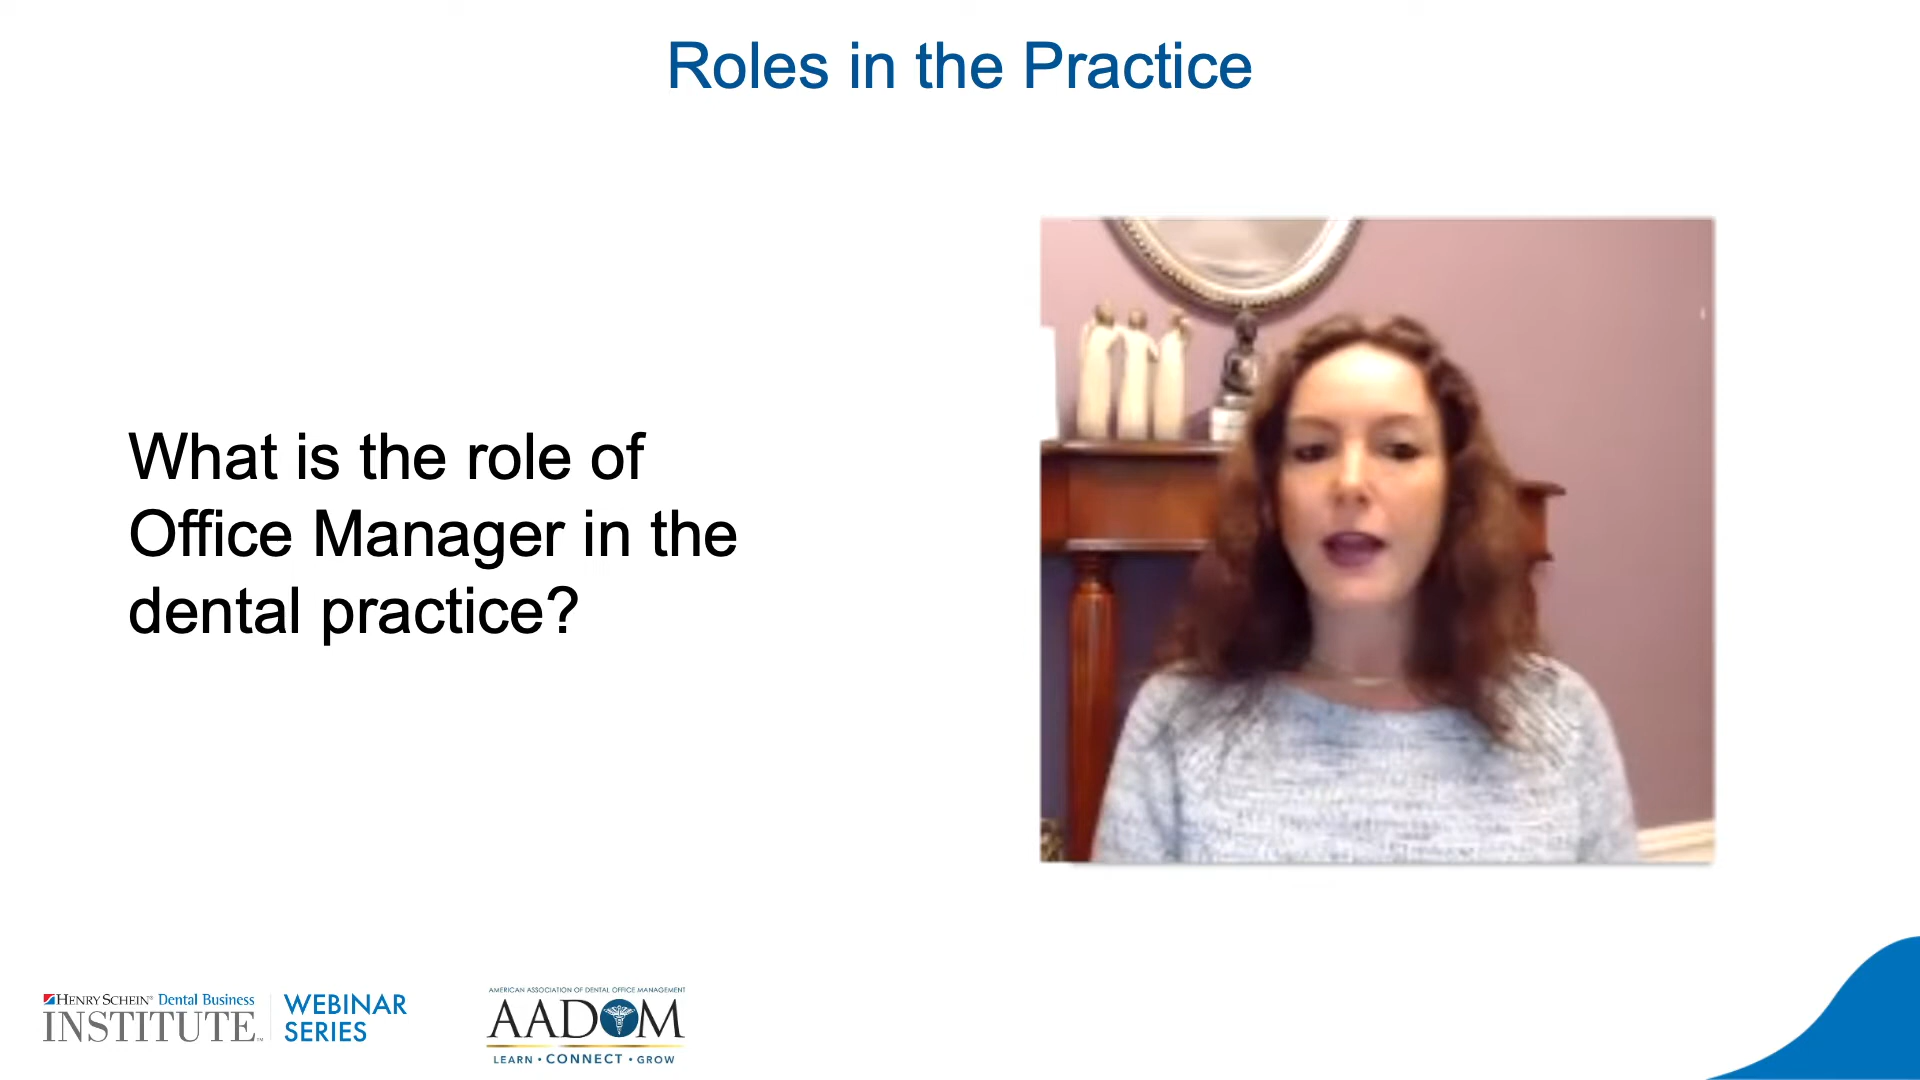 Roles in the Practice
What is the role of
Office Manager in the
dental practice?
HENRY SCHEIN® Dental Business
INSTITUTE™
WEBINAR
SERIES
AMERICAN ASSOCIATION OF DENTAL OFFICE MANAGEMENT
AADOM
LEARN • CONNECT • GROW